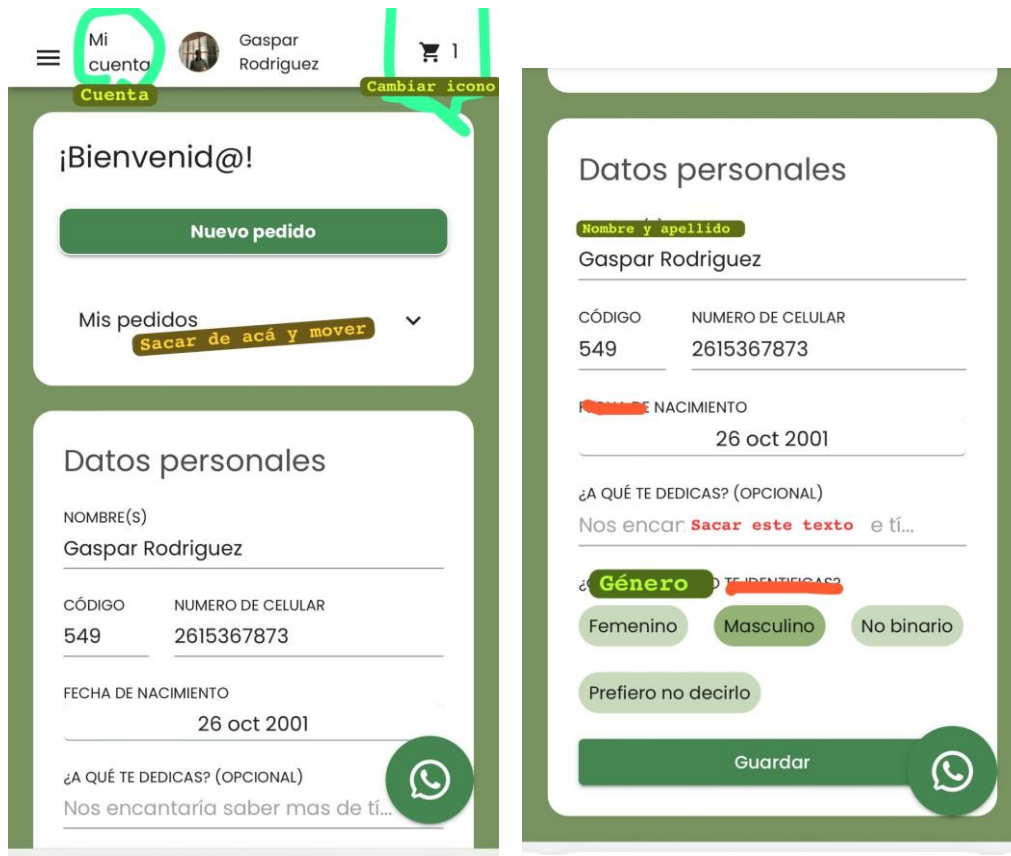 Mi
cuenta
Gaspar
Rodriguez
1
Cuenta
Cambiar icono
¡Bienvenid@!
Nuevo pedido
Mis pedidos
Sacar de acá y mover
Datos personales
NOMBRE(S)
Gaspar Rodriguez
CÓDIGO NUMERO DE CELULAR
549 2615367873
FECHA DE NACIMIENTO
26 oct 2001
¿A QUÉ TE DEDICAS? (OPCIONAL)
Nos encantaría saber mas de tí...
Datos personales
Nombre y apellido
Gaspar Rodriguez
CÓDIGO NUMERO DE CELULAR
549 2615367873
NACIMIENTO
26 oct 2001
¿A QUÉ TE DEDICAS? (OPCIONAL)
Nos Sacar este texto tí...
Género
Femenino Masculino No binario
Prefiero no decirlo
Guardar